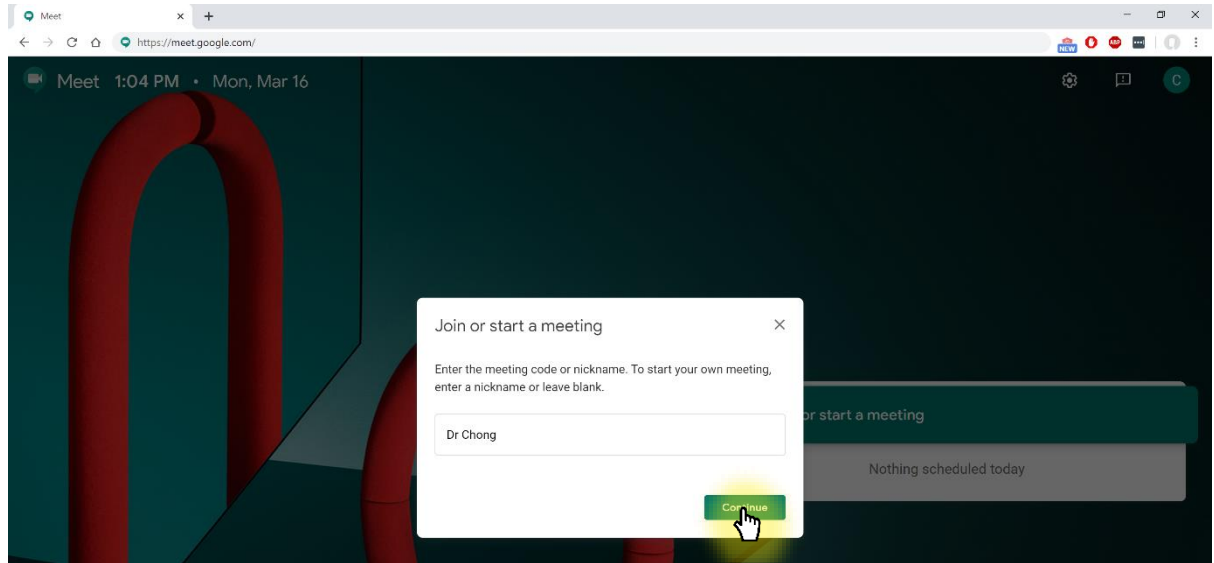 Meet
https://meet.google.com/
NEW
ABP
Meet 1:04 PM • Mon, Mar 16
C
Join or start a meeting
Enter the meeting code or nickname. To start your own meeting,
enter a nickname or leave blank.
Dr Chong
Continue
or start a meeting
Nothing scheduled today